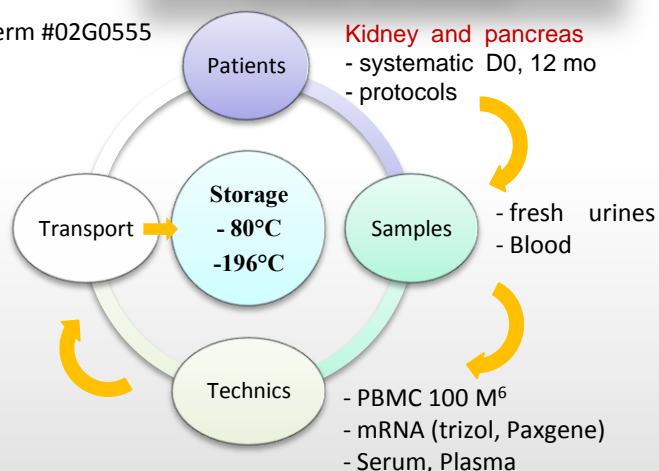 erm #02G0555
Kidney and pancreas
- systematic D0, 12 mo
- protocols
Patients
Storage
- 80°C
-196°C
Transport
Samples
- fresh urines
- Blood
Technics
- PBMC 100 M⁶
- mRNA (trizol, Paxgene)
- Serum, Plasma